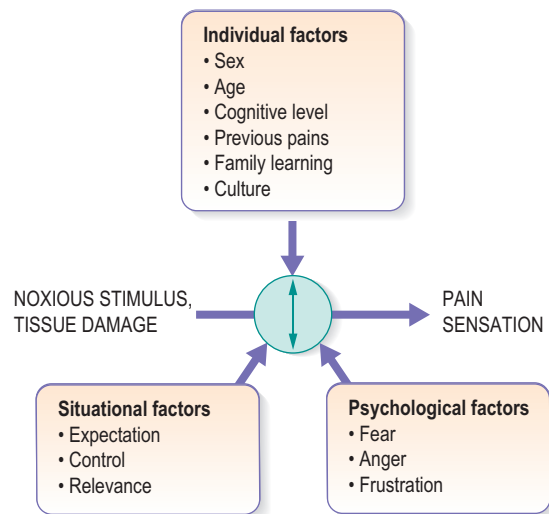 Individual factors
• Sex
• Age
• Cognitive level
• Previous pains
• Family learning
• Culture
NOXIOUS STIMULUS,
TISSUE DAMAGE
PAIN
SENSATION
Situational factors
• Expectation
• Control
• Relevance
Psychological factors
• Fear
• Anger
• Frustration